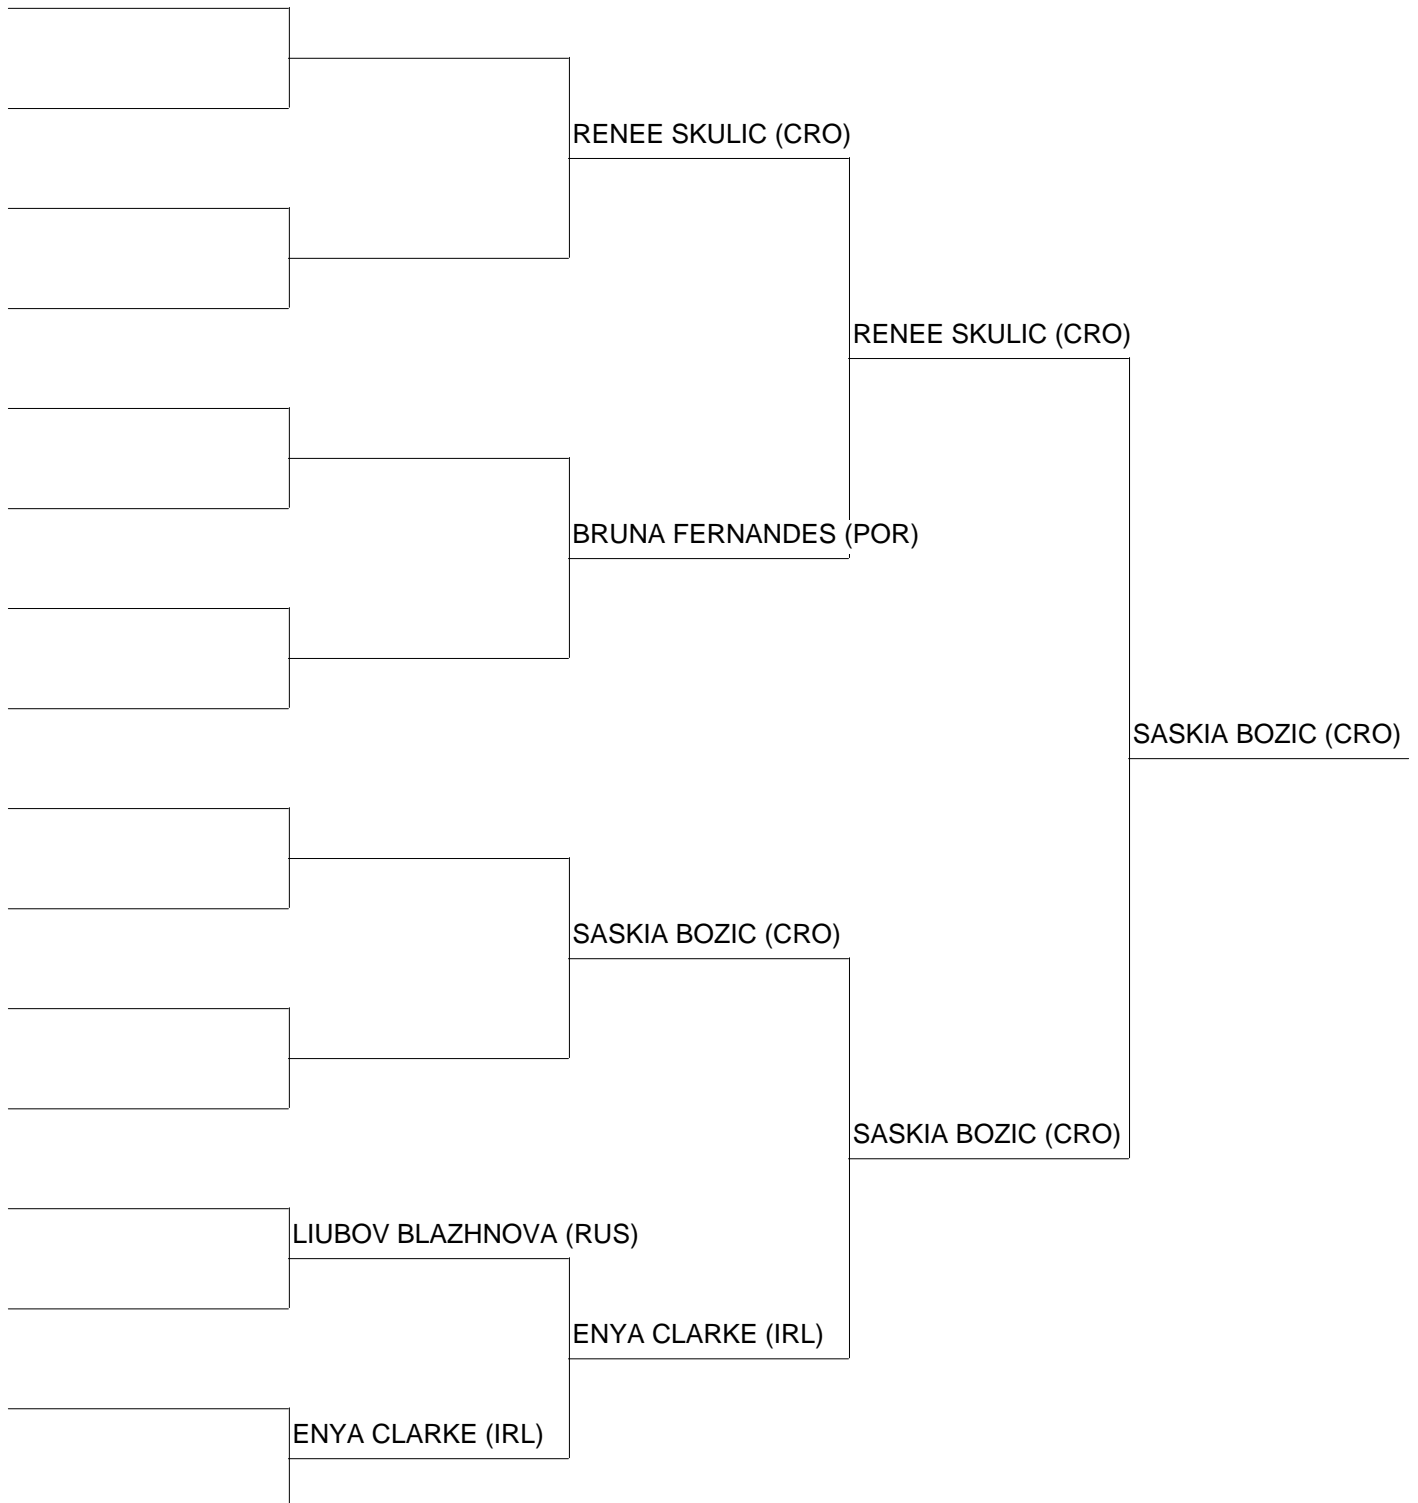 RENEE SKULIC (CRO)
RENEE SKULIC (CRO)
BRUNA FERNANDES (POR)
SASKIA BOZIC (CRO)
SASKIA BOZIC (CRO)
SASKIA BOZIC (CRO)
LIUBOV BLAZHNOVA (RUS)
ENYA CLARKE (IRL)
ENYA CLARKE (IRL)